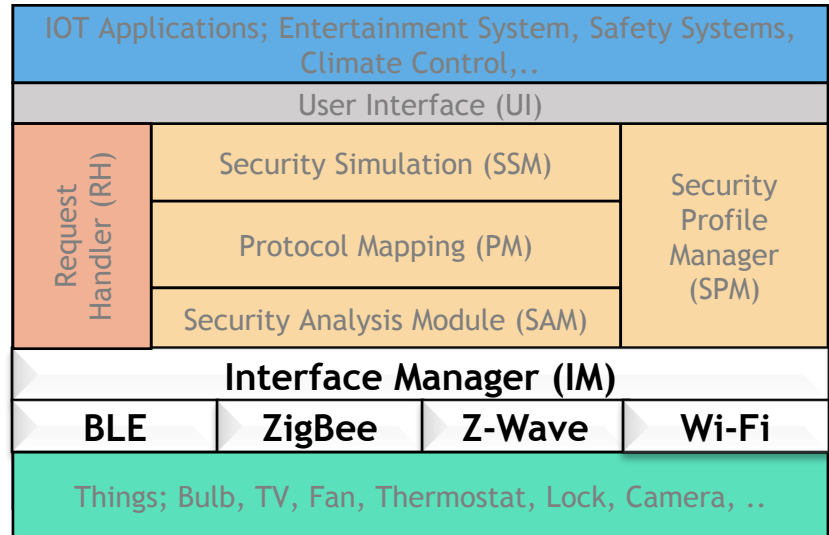 IOT Applications; Entertainment System, Safety Systems,
Climate Control,..
User Interface (UI)
Request
Handler (RH)
Security Simulation (SSM)
Protocol Mapping (PM)
Security Analysis Module (SAM)
Security
Profile
Manager
(SPM)
Interface Manager (IM)
BLE
ZigBee
Z-Wave
Wi-Fi
Things; Bulb, TV, Fan, Thermostat, Lock, Camera, ..